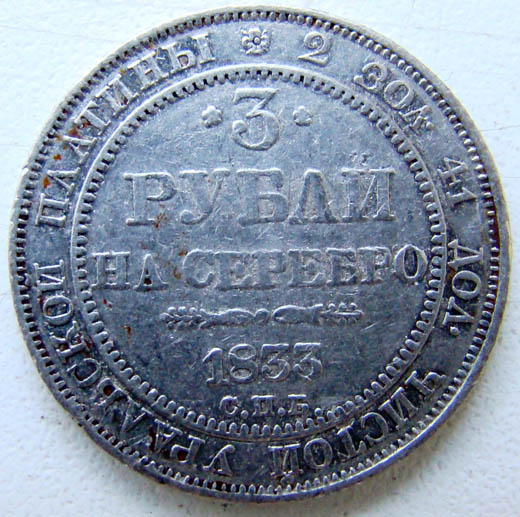 2 ЗОЛ. 41 ДОЛ. ЧИСТОЙ УРАЛЬСКОЙ ПЛАТИНЫ
3
РУБЛИ
НА СЕРЕБРО
1833
С.П.Б.